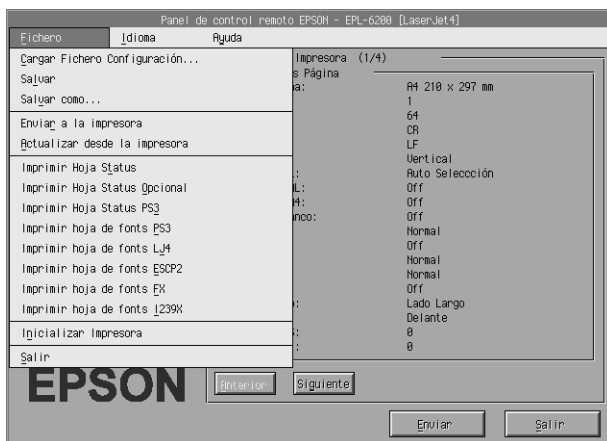 Panel de control remoto EPSON - EPL-6200 [LaserJet4]
Fichero Idioma Ayuda
Cargar Fichero Configuración...
Salvar
Salvar como...
Enviar a la impresora
Actualizar desde la impresora
Imprimir Hoja Status
Imprimir Hoja Status Opcional
Imprimir Hoja Status PS3
Imprimir hoja de fonts PS3
Imprimir hoja de fonts LJ4
Imprimir hoja de fonts ESCP2
Imprimir hoja de fonts FX
Imprimir hoja de fonts I239X
Inicializar Impresora
Salir
Impresora (1/4)
s Página
a: A4 210 x 297 mm
1
64
CR
LF
Vertical
: Auto Seleccción
L: Off
4: Off
nco: Off
Normal
Off
Normal
Normal
Off
: Lado Largo
Delante
: 0
: 0
EPSON
Anterior Siguiente
Enviar Salir